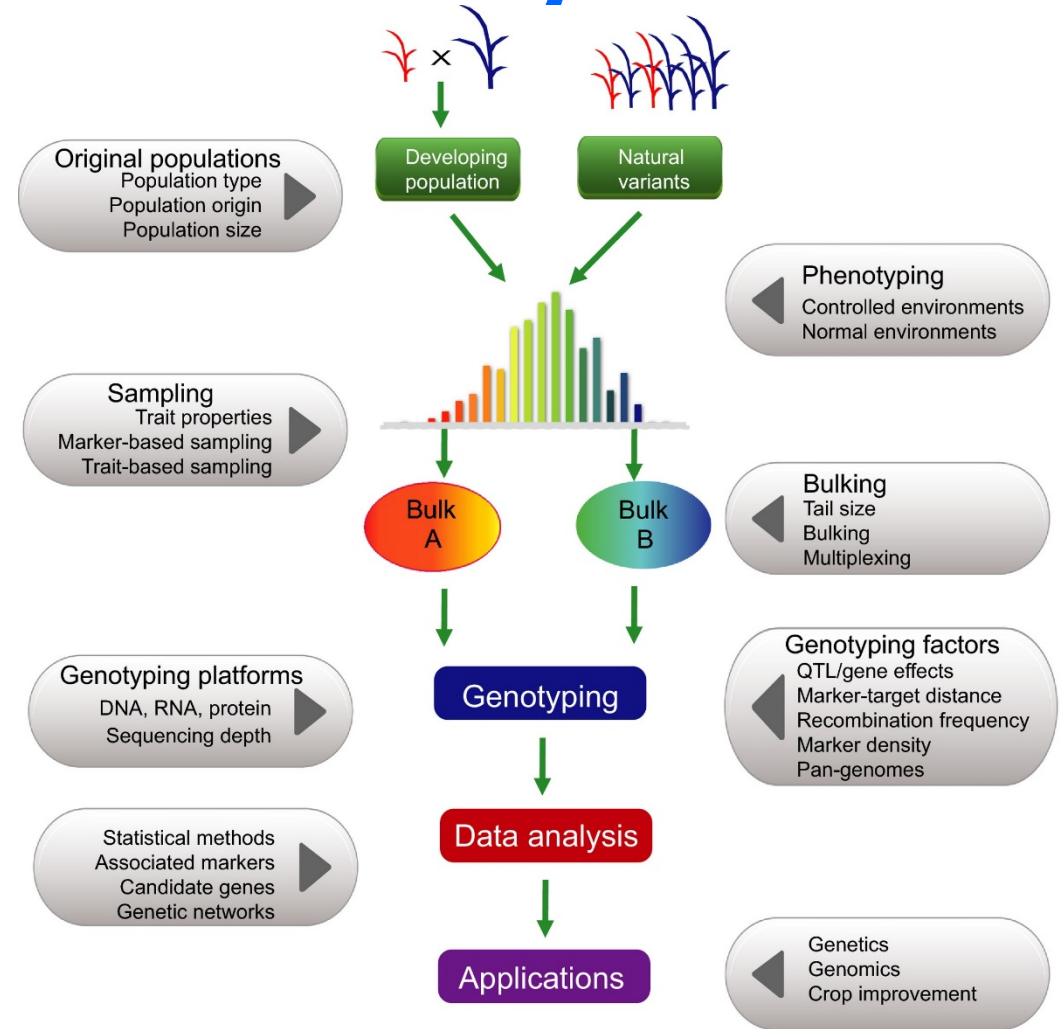 ×
Developing
population
Natural
variants
Original populations
Population type
Population origin
Population size
Phenotyping
Controlled environments
Normal environments
Sampling
Trait properties
Marker-based sampling
Trait-based sampling
Bulk
A
Bulk
B
Bulking
Tail size
Bulking
Multiplexing
Genotyping platforms
DNA, RNA, protein
Sequencing depth
Genotyping
Genotyping factors
QTL/gene effects
Marker-target distance
Recombination frequency
Marker density
Pan-genomes
Statistical methods
Associated markers
Candidate genes
Genetic networks
Data analysis
Applications
Genetics
Genomics
Crop improvement